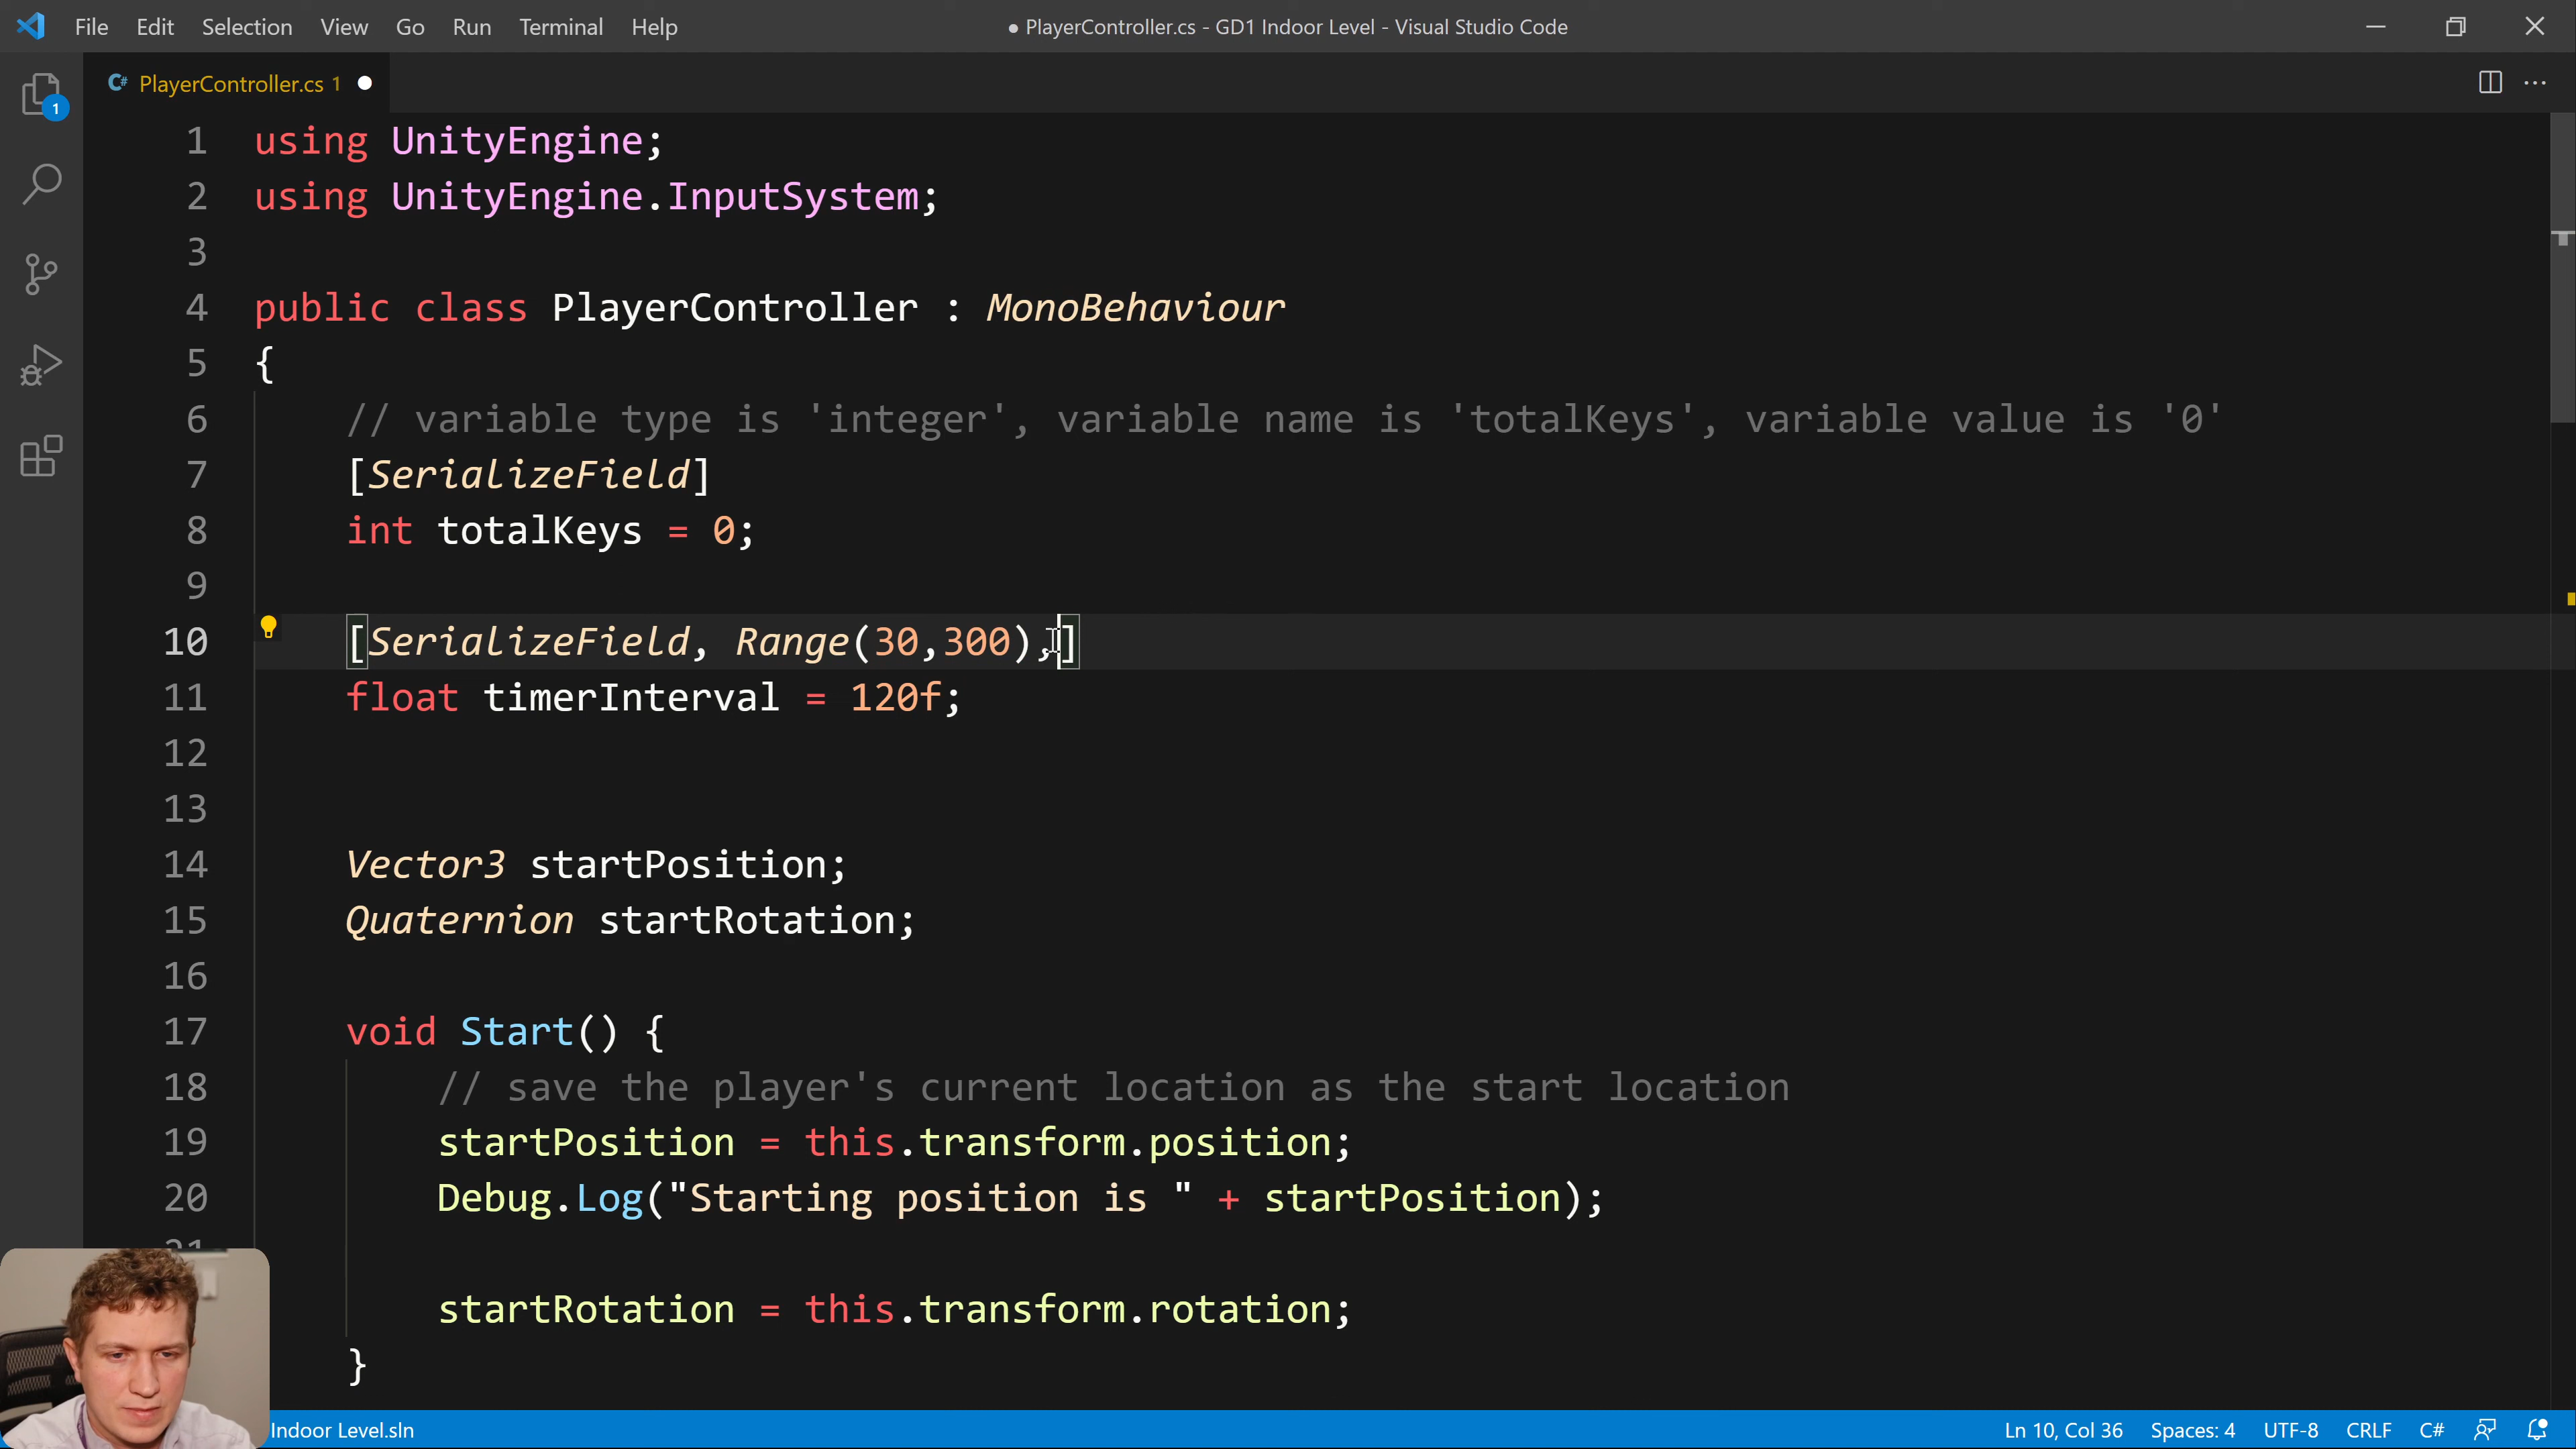 File Edit Selection View Go Run Terminal Help
● PlayerController.cs - GD1 Indoor Level - Visual Studio Code
C# PlayerController.cs 1
1
1 using UnityEngine;
2 using UnityEngine.InputSystem;
3
4 public class PlayerController : MonoBehaviour
5 {
6 // variable type is 'integer', variable name is 'totalKeys', variable value is '0'
7 [SerializeField]
8 int totalKeys = 0;
9
10 [SerializeField, Range(30,300),]
11 float timerInterval = 120f;
12
13
14 Vector3 startPosition;
15 Quaternion startRotation;
16
17 void Start() {
18 // save the player's current location as the start location
19 startPosition = this.transform.position;
20 Debug.Log("Starting position is " + startPosition);
21
startRotation = this.transform.rotation;
}
Indoor Level.sln
Ln 10, Col 36 Spaces: 4 UTF-8 CRLF C#